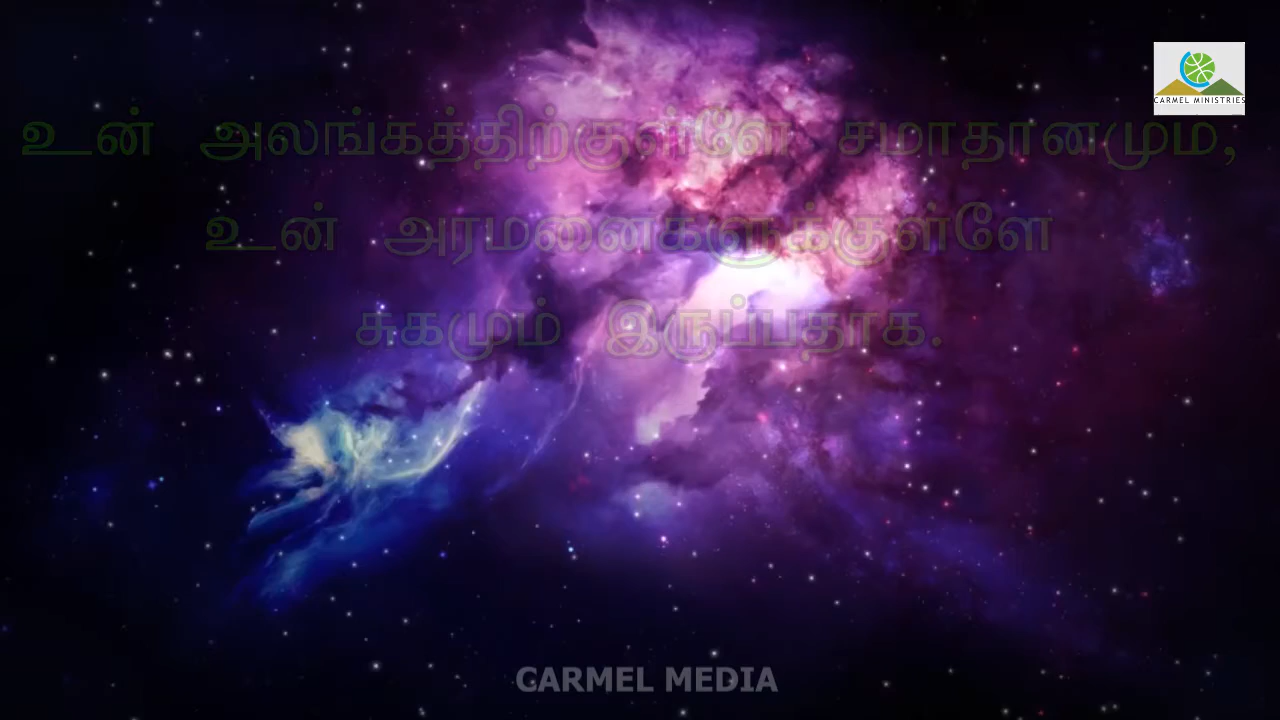 CARMEL MINISTRIES
உன் அலங்கத்திற்குள்ளே சமாதானமும்,
உன் அரமனைகளுக்குள்ளே
சுகமும் இருப்பதாக.
CARMEL MEDIA